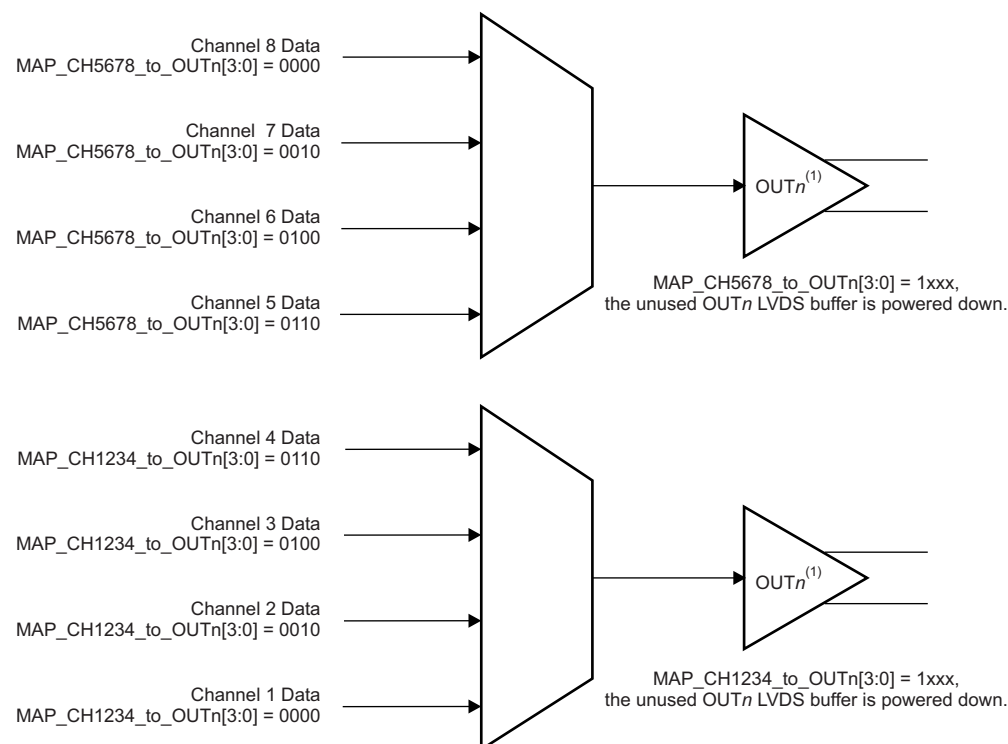 Channel 8 Data
MAP_CH5678_to_OUTn[3:0] = 0000
Channel  7 Data
MAP_CH5678_to_OUTn[3:0] = 0010
Channel 6 Data
MAP_CH5678_to_OUTn[3:0] = 0100
Channel 5 Data
MAP_CH5678_to_OUTn[3:0] = 0110
OUTn(1)
MAP_CH5678_to_OUTn[3:0] = 1xxx,
the unused OUTn LVDS buffer is powered down.
Channel 4 Data
MAP_CH1234_to_OUTn[3:0] = 0110
Channel 3 Data
MAP_CH1234_to_OUTn[3:0] = 0100
Channel 2 Data
MAP_CH1234_to_OUTn[3:0] = 0010
Channel 1 Data
MAP_CH1234_to_OUTn[3:0] = 0000
OUTn(1)
MAP_CH1234_to_OUTn[3:0] = 1xxx,
the unused OUTn LVDS buffer is powered down.